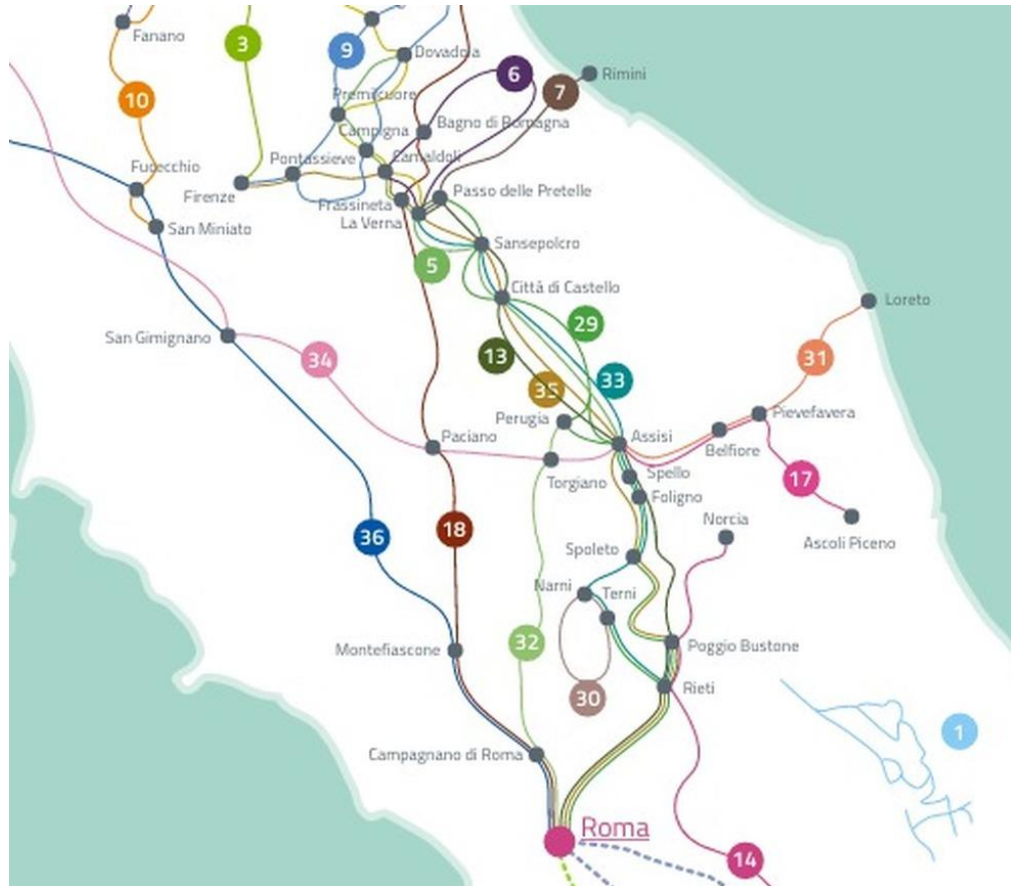 Fanano
3
9
Dovadola
6
7
Rimini
10
Premilcuore
Bagno di Romagna
Campigna
Fucecchio
Pontassieve
Camaldoli
Firenze
Passo delle Pretelle
Frassineta
La Verna
San Miniato
Sansepolcro
5
Città di Castello
Loreto
29
San Gimignano
34
13
31
35
33
Perugia
Pievefavera
Paciano
Assisi
Belfiore
Torgiano
Spello
17
Foligno
Norcia
36
18
Ascoli Piceno
Spoleto
Narni
Terni
32
Montefiascone
Poggio Bustone
Rieti
30
1
Campagnano di Roma
Roma
14